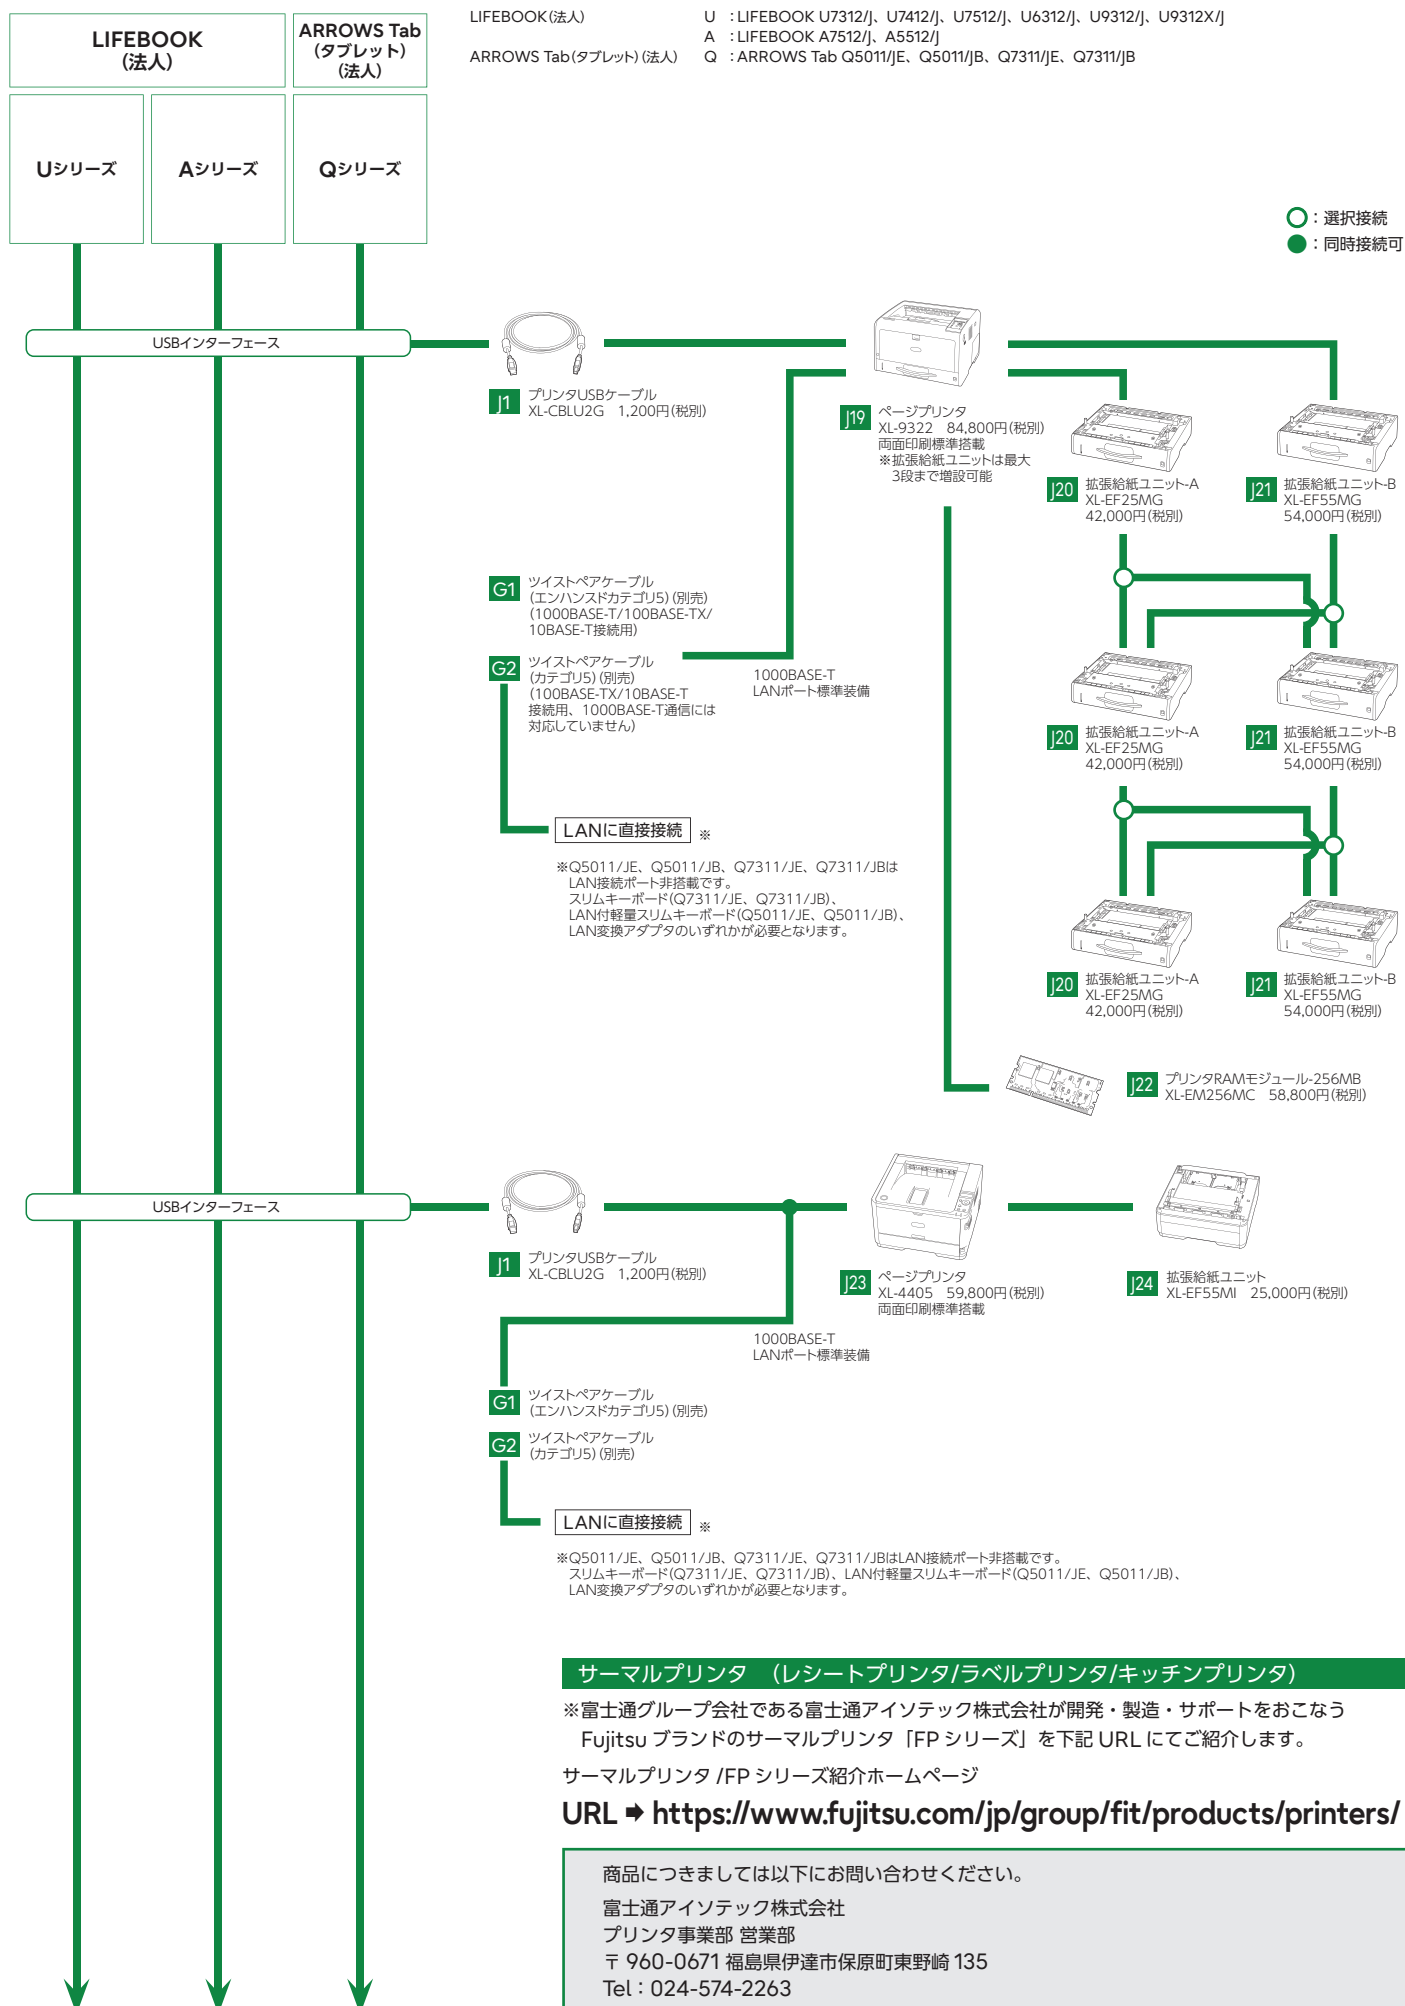 LIFEBOOK
(法人)
ARROWS Tab
(タブレット)
(法人)
LIFEBOOK(法人) U :LIFEBOOK U7312/J、U7412/J、U7512/J、U6312/J、U9312/J、U9312X/J
A :LIFEBOOK A7512/J、A5512/J
ARROWS Tab(タブレット)(法人) Q :ARROWS Tab Q5011/JE、Q5011/JB、Q7311/JE、Q7311/JB
Uシリーズ
Aシリーズ
Qシリーズ
:選択接続
:同時接続可
USBインターフェース
J1 プリンタUSBケーブル
XL-CBLU2G 1,200円(税別)
J19 ページプリンタ
XL-9322 84,800円(税別)
両面印刷標準搭載
※拡張給紙ユニットは最大
3段まで増設可能
J20 拡張給紙ユニット-A
XL-EF25MG
42,000円(税別)
J21 拡張給紙ユニット-B
XL-EF55MG
54,000円(税別)
G1 ツイストペアケーブル
(エンハンスドカテゴリ5)(別売)
(1000BASE-T/100BASE-TX/
10BASE-T接続用)
G2 ツイストペアケーブル
(カテゴリ5)(別売)
(100BASE-TX/10BASE-T
接続用、1000BASE-T通信には
対応していません)
1000BASE-T
LANポート標準装備
J20 拡張給紙ユニット-A
XL-EF25MG
42,000円(税別)
J21 拡張給紙ユニット-B
XL-EF55MG
54,000円(税別)
LANに直接接続 ※
※Q5011/JE、Q5011/JB、Q7311/JE、Q7311/JBは
LAN接続ポート非搭載です。
スリムキーボード(Q7311/JE、Q7311/JB)、
LAN付軽量スリムキーボード(Q5011/JE、Q5011/JB)、
LAN変換アダプタのいずれかが必要となります。
J20 拡張給紙ユニット-A
XL-EF25MG
42,000円(税別)
J21 拡張給紙ユニット-B
XL-EF55MG
54,000円(税別)
J22 プリンタRAMモジュール-256MB
XL-EM256MC 58,800円(税別)
USBインターフェース
J1 プリンタUSBケーブル
XL-CBLU2G 1,200円(税別)
J23 ページプリンタ
XL-4405 59,800円(税別)
両面印刷標準搭載
J24 拡張給紙ユニット
XL-EF55MI 25,000円(税別)
1000BASE-T
LANポート標準装備
G1 ツイストペアケーブル
(エンハンスドカテゴリ5)(別売)
G2 ツイストペアケーブル
(カテゴリ5)(別売)
LANに直接接続 ※
※Q5011/JE、Q5011/JB、Q7311/JE、Q7311/JBはLAN接続ポート非搭載です。
スリムキーボード(Q7311/JE、Q7311/JB)、LAN付軽量スリムキーボード(Q5011/JE、Q5011/JB)、
LAN変換アダプタのいずれかが必要となります。
サーマルプリンタ (レシートプリンタ/ラベルプリンタ/キッチンプリンタ)
※富士通グループ会社である富士通アイソテック株式会社が開発・製造・サポートをおこなう
Fujitsu ブランドのサーマルプリンタ「FP シリーズ」を下記 URL にてご紹介します。
サーマルプリンタ /FP シリーズ紹介ホームページ
URL ➡ https://www.fujitsu.com/jp/group/fit/products/printers/
商品につきましては以下にお問い合わせください。
富士通アイソテック株式会社
プリンタ事業部 営業部
〒 960-0671 福島県伊達市保原町東野崎 135
Tel:024-574-2263